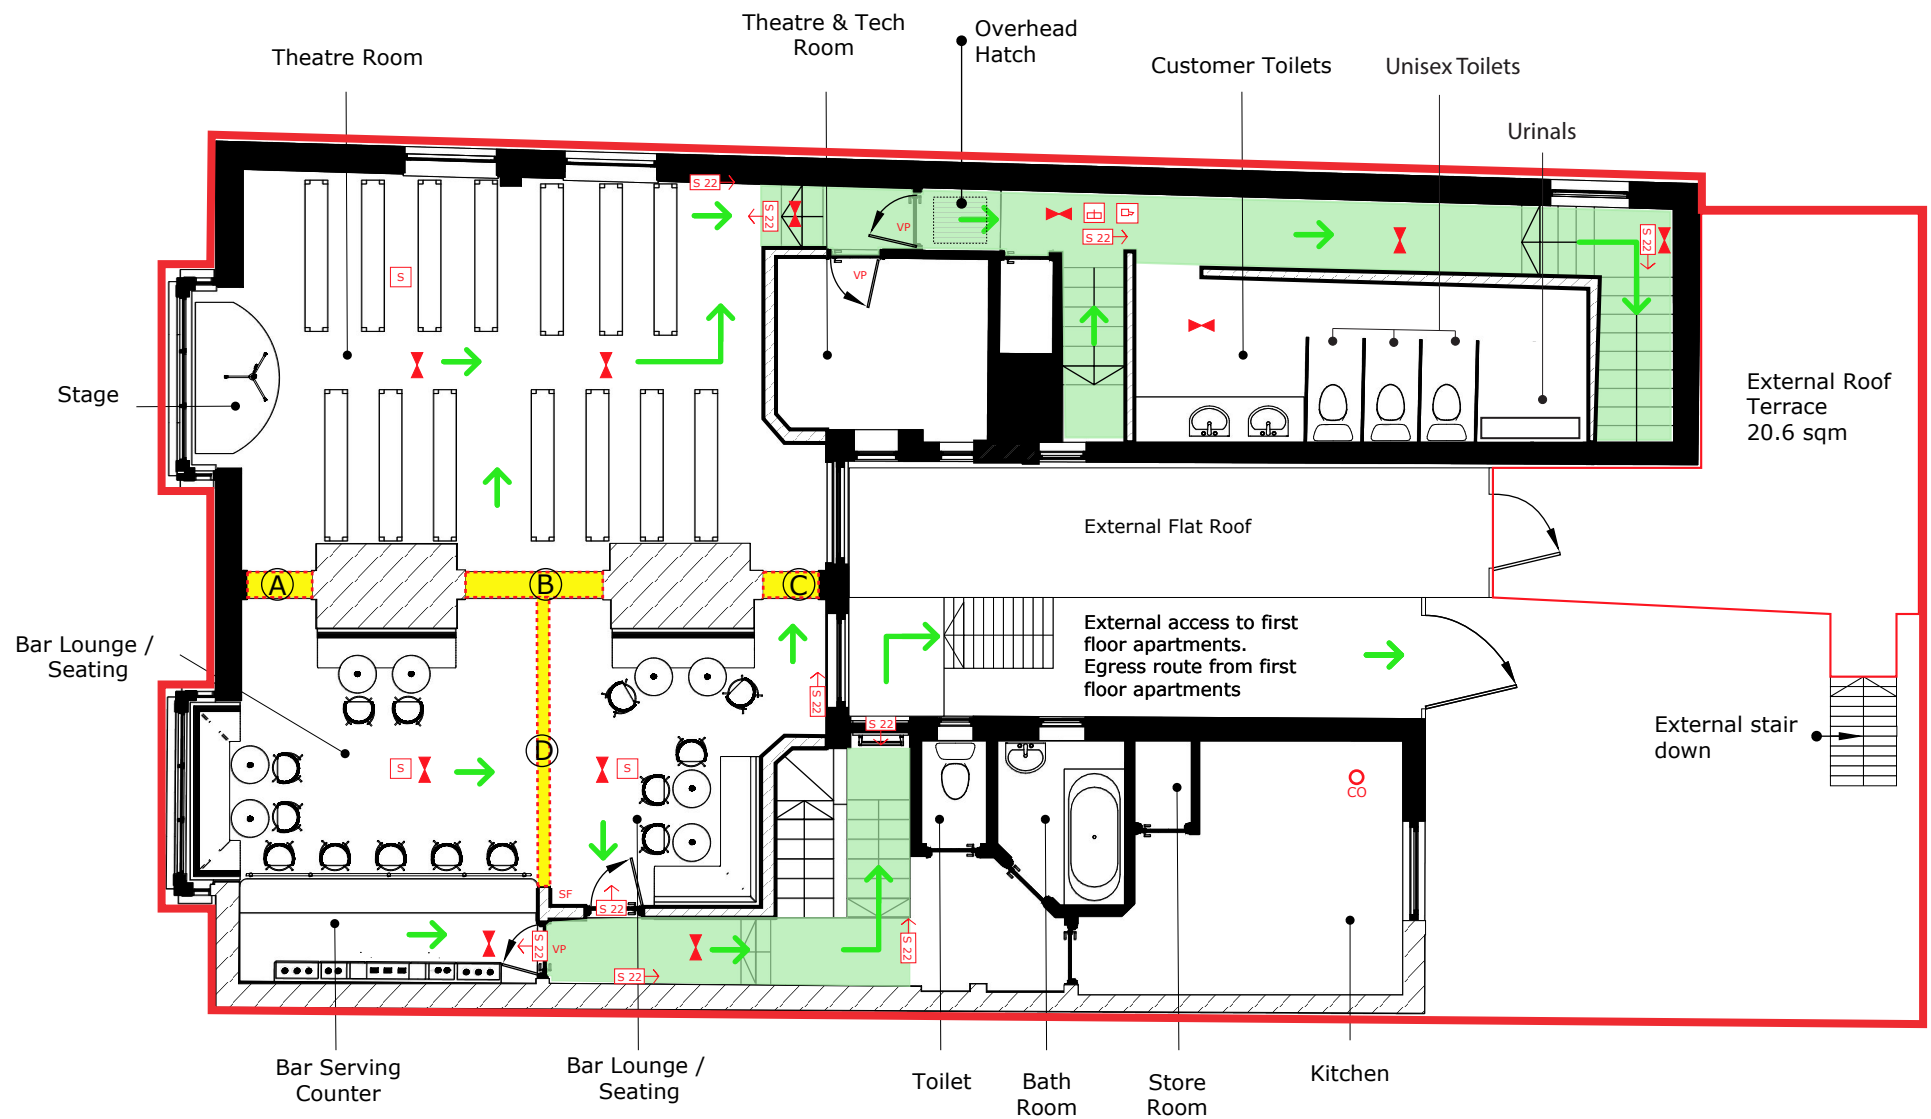 Theatre Room
Theatre & Tech
Room
Overhead
Hatch
Customer Toilets
Unisex Toilets
Urinals
S 22
S 22
VP
S 22
S 22
VP
S
Stage
External Roof
Terrace
20.6 sqm
External Flat Roof
A
B
C
Bar Lounge /
Seating
External access to first
floor apartments.
Egress route from first
floor apartments
S 22
S 22
External stair
down
D
S
S
CO
SF
S 22
S 22
VP
S 22
S 22
Bar Serving
Counter
Bar Lounge /
Seating
Toilet
Bath
Room
Store
Room
Kitchen